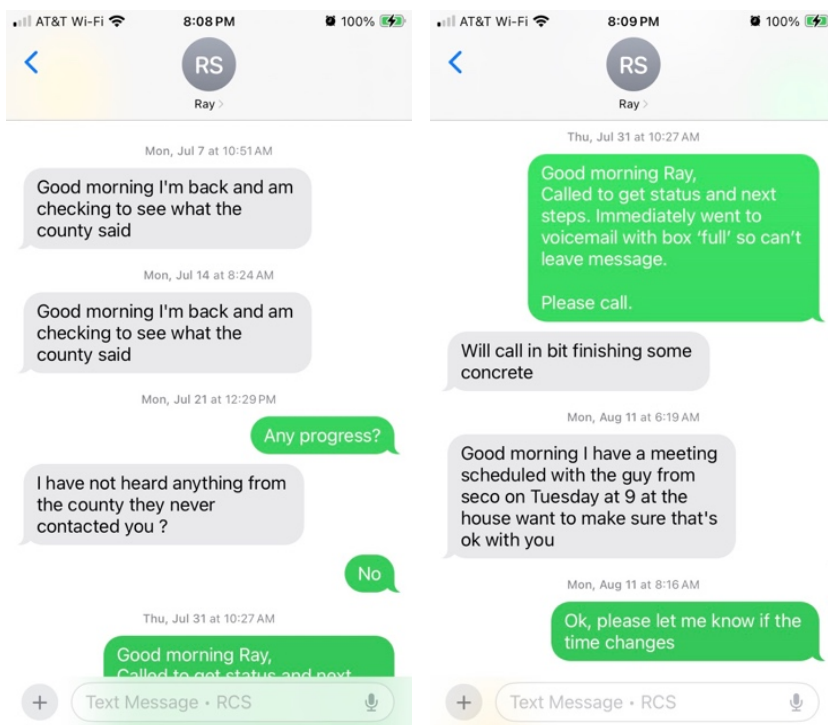 AT&T Wi-Fi 8:08 PM 100%
RS
Ray
Mon, Jul 7 at 10:51 AM
Good morning I'm back and am
checking to see what the
county said
Mon, Jul 14 at 8:24 AM
Good morning I'm back and am
checking to see what the
county said
Mon, Jul 21 at 12:29 PM
Any progress?
I have not heard anything from
the county they never
contacted you ?
No
Thu, Jul 31 at 10:27 AM
Good morning Ray,
Called to get status and next
Text Message • RCS
AT&T Wi-Fi 8:09 PM 100%
RS
Ray
Thu, Jul 31 at 10:27 AM
Good morning Ray,
Called to get status and next
steps. Immediately went to
voicemail with box ‘full’ so can’t
leave message.
Please call.
Will call in bit finishing some
concrete
Mon, Aug 11 at 6:19 AM
Good morning I have a meeting
scheduled with the guy from
seco on Tuesday at 9 at the
house want to make sure that's
ok with you
Mon, Aug 11 at 8:16 AM
Ok, please let me know if the
time changes
Text Message • RCS